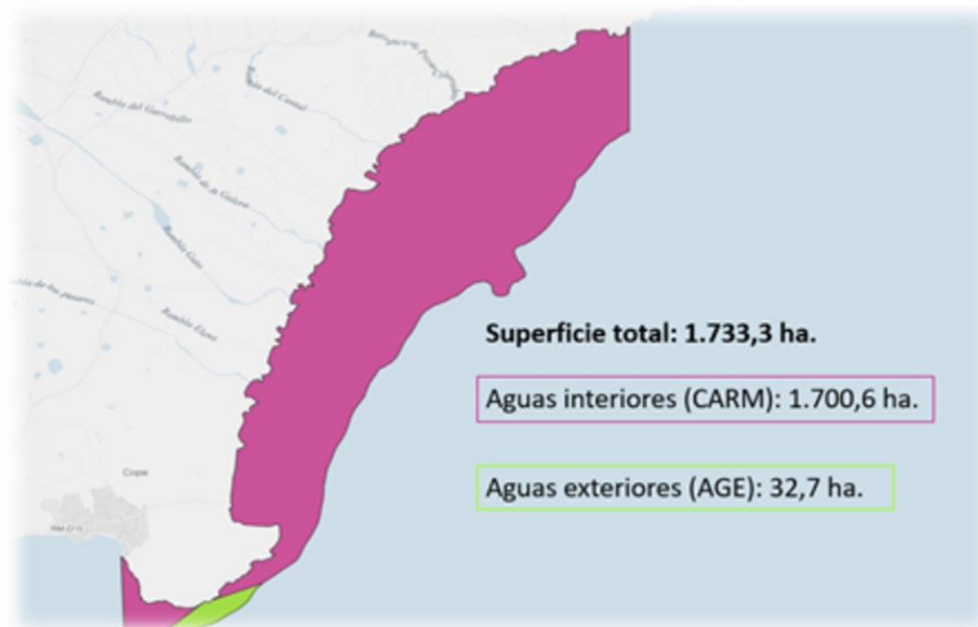 Rambla del Garrobillo
Rambla de la Galera
Rambla Elena
Cope
Superficie total: 1.733,3 ha.
Aguas interiores (CARM): 1.700,6 ha.
Aguas exteriores (AGE): 32,7 ha.